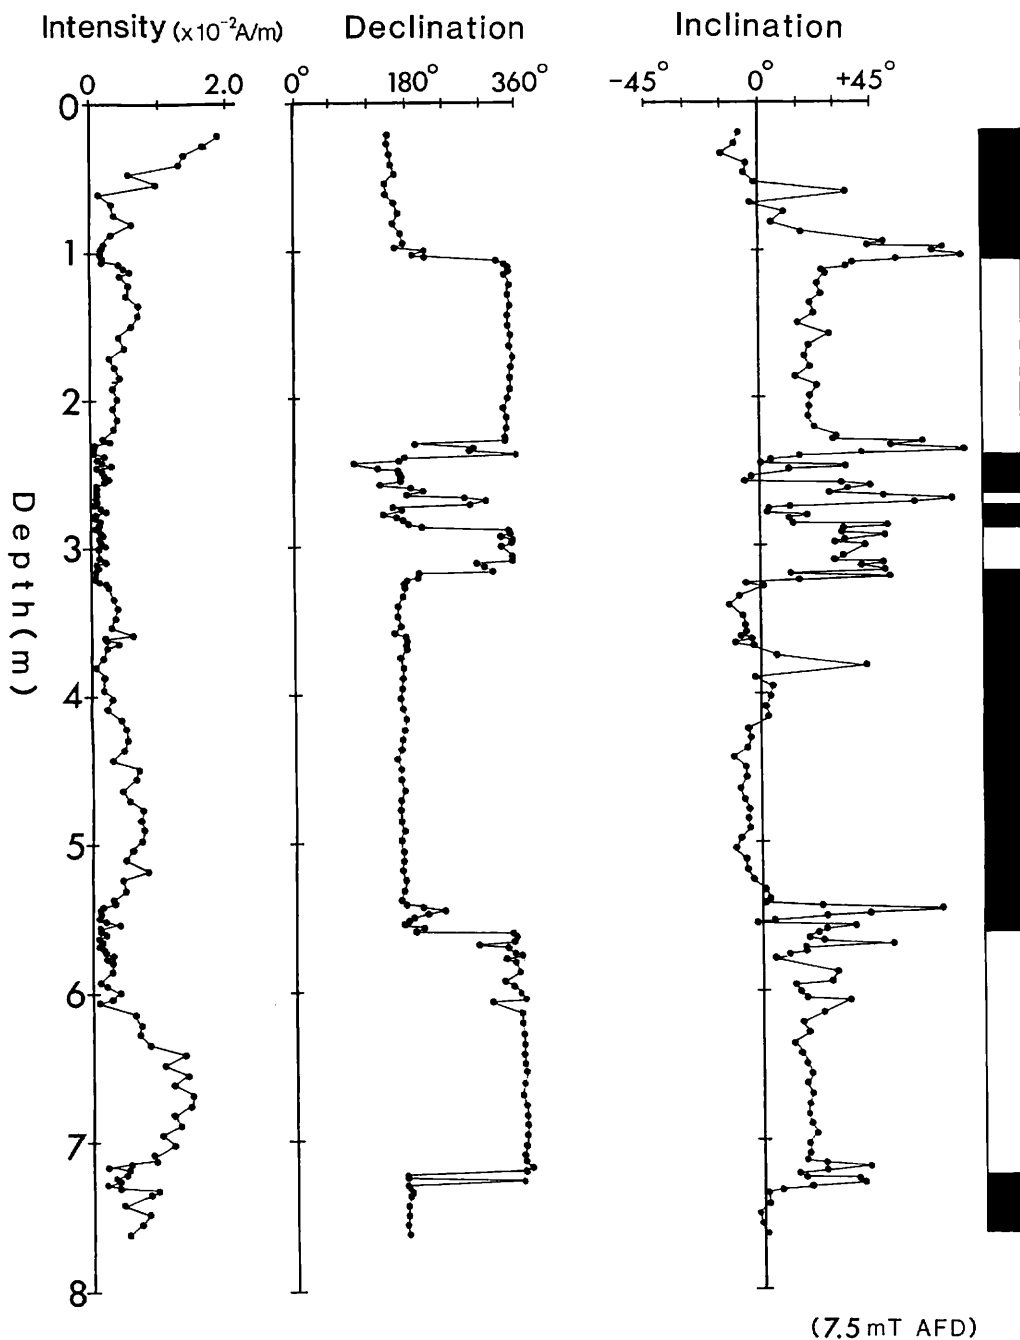 Intensity (x10⁻²A/m) Declination Inclination
0 2.0 0° 180° 360° −45° 0° +45°
0
1
2
3
4
5
6
7
8
Depth(m)
(7.5 mT AFD)